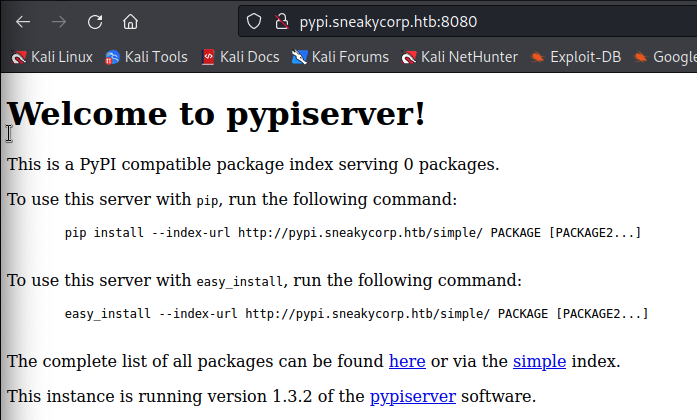 pypi.sneakycorp.htb:8080
Kali Linux Kali Tools Kali Docs Kali Forums Kali NetHunter Exploit-DB Google
Welcome to pypiserver!
This is a PyPI compatible package index serving 0 packages.
To use this server with pip, run the following command:
pip install --index-url http://pypi.sneakycorp.htb/simple/ PACKAGE [PACKAGE2...]
To use this server with easy_install, run the following command:
easy_install --index-url http://pypi.sneakycorp.htb/simple/ PACKAGE [PACKAGE2...]
The complete list of all packages can be found here or via the simple index.
This instance is running version 1.3.2 of the pypiserver software.